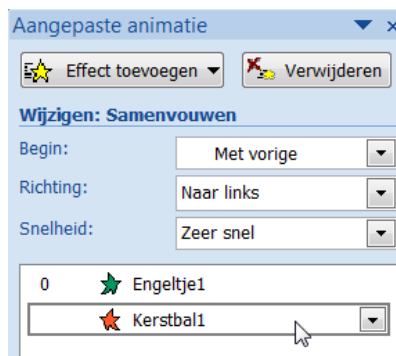 Aangepaste animatie
Effect toevoegen Verwijderen
Wijzigen: Samenvouwen
Begin: Met vorige
Richting: Naar links
Snelheid: Zeer snel
0 Engeltje1
Kerstbal1